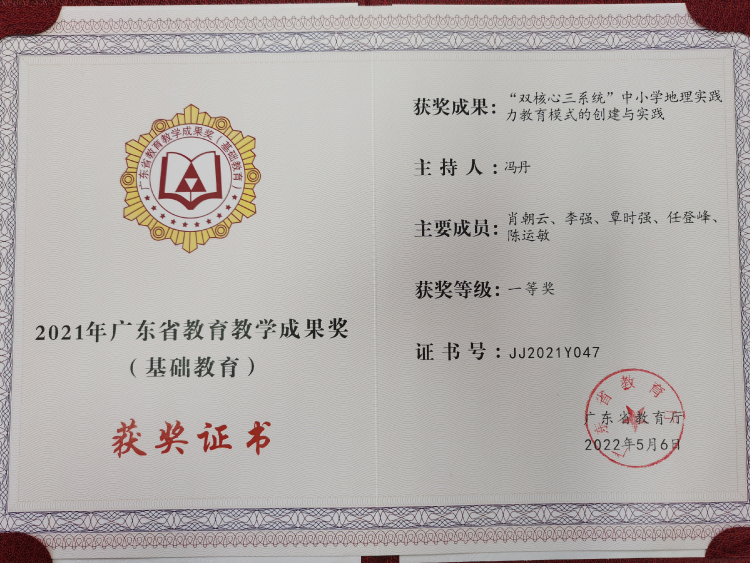 广东省教育教学成果奖(基础教育)
2021年广东省教育教学成果奖
(基础教育)
获奖证书
获奖成果:“双核心三系统”中小学地理实践
力教育模式的创建与实践
主持人:冯丹
主要成员:肖朝云、李强、覃时强、任登峰、
陈运敏
获奖等级:一等奖
证书号:JJ2021Y047
广东省教育厅
广东省教育厅
2022年5月6日